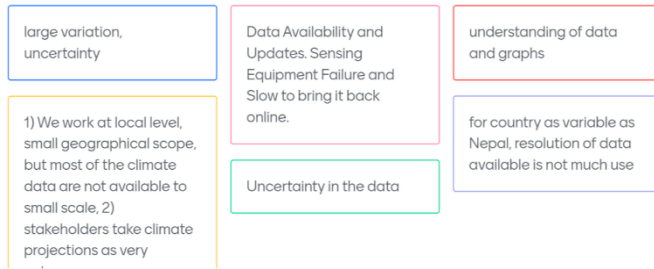 large variation,
uncertainty
1) We work at local level,
small geographical scope,
but most of the climate
data are not available to
small scale, 2)
stakeholders take climate
projections as very
Data Availability and
Updates. Sensing
Equipment Failure and
Slow to bring it back
online.
Uncertainty in the data
understanding of data
and graphs
for country as variable as
Nepal, resolution of data
available is not much use